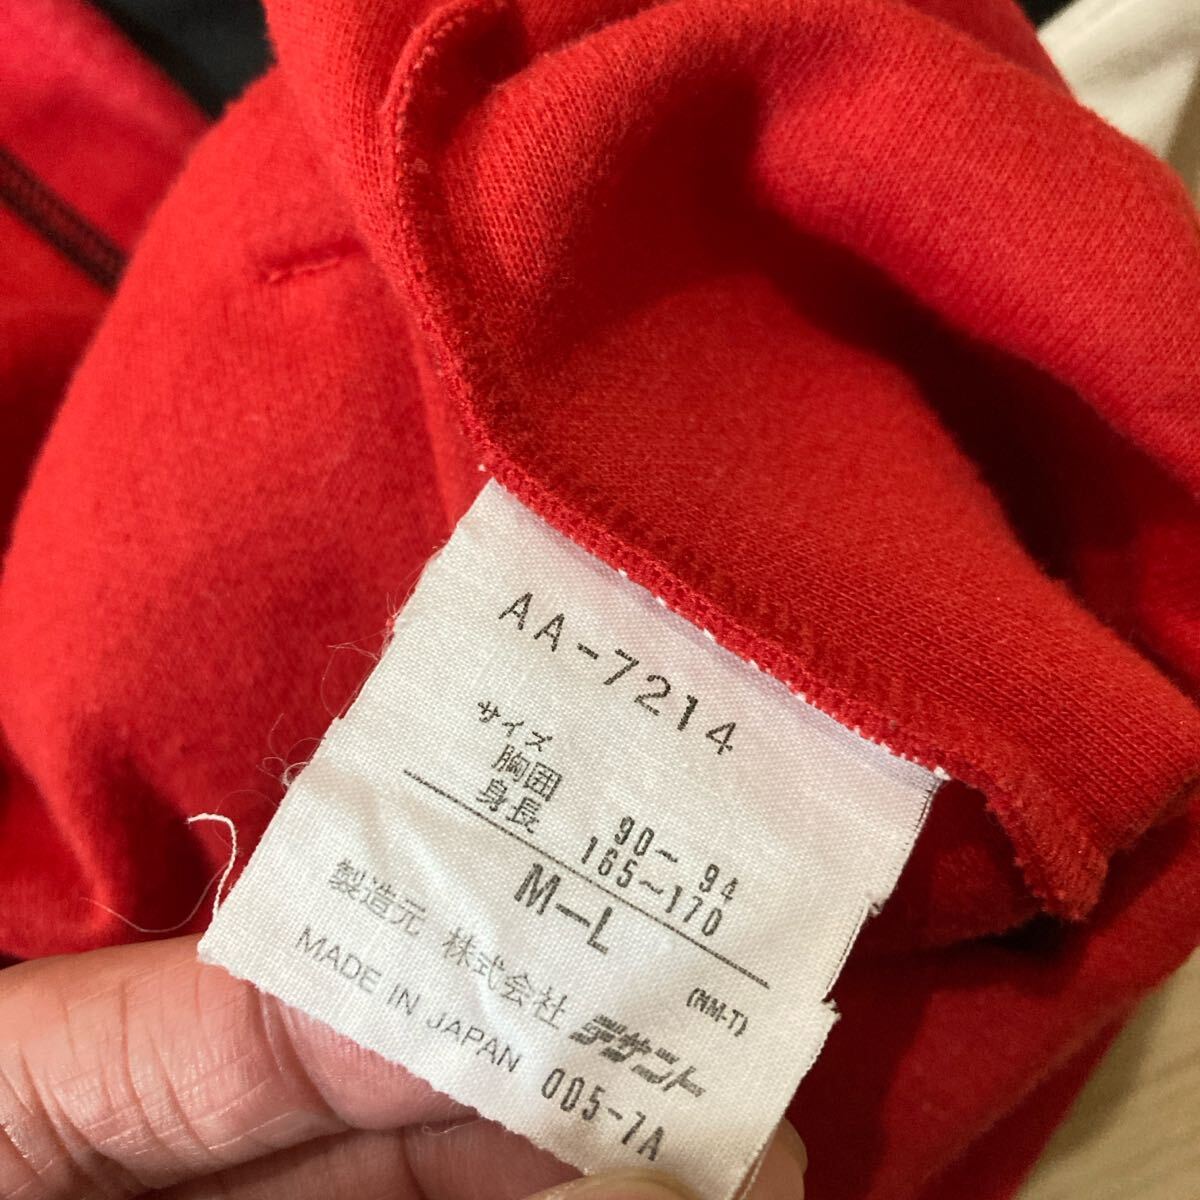 AA-7214
サイズ
胸囲 90〜94
身長 165〜170
M—L
(MM-T)
製造元 株式会社 デサント
MADE IN JAPAN 005-7A